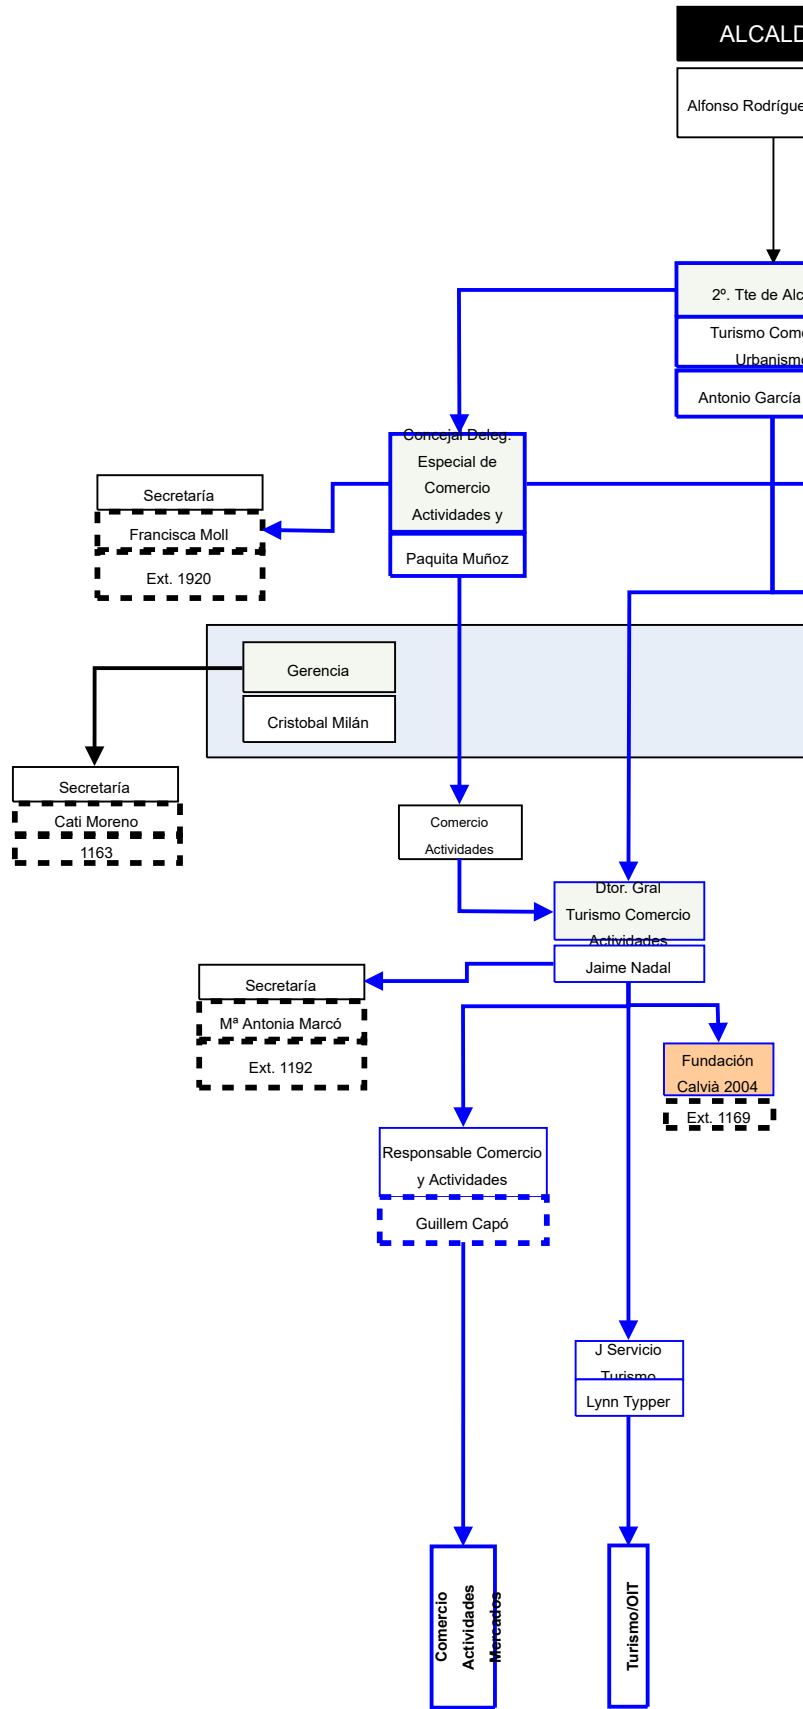 ALCALD
Alfonso Rodrígue
2º. Tte de Alc
Turismo Com
Urbanismo
Antonio García
Concejal Deleg.
Especial de
Comercio
Actividades y
Paquita Muñoz
Secretaría
Francisca Moll
Ext. 1920
Gerencia
Cristobal Milán
Secretaría
Cati Moreno
1163
Comercio
Actividades
Dtor. Gral
Turismo Comercio
Actividades
Jaime Nadal
Secretaría
Mª Antonia Marcó
Ext. 1192
Fundación
Calvià 2004
Ext. 1169
Responsable Comercio
y Actividades
Guillem Capó
J Servicio
Turismo
Lynn Typper
Comercio
Actividades
Mercados
Turismo/OIT